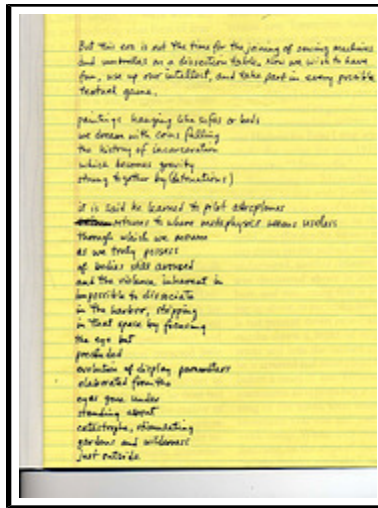 But this era is not the time for the joining of sewing machines
and umbrellas on a dissection table. Now we wish to have
fun, use up our intellect, and take part in every possible
textual game.
paintings hanging like safes or beds
we dream with coins falling
the history of incarceration
which becomes gravity
strung together by (detonations)
it is said he learned to pilot aeroplanes
returns to where metaphysics means useless
through which we
as we truly possess
of bodies still aroused
and the violence inherent in
impossible to dissociate
in the harbor, stripping
in that space by focusing
the eye but
precluded
evolution of display parameters
elaborated from the
eyes gone under
standing about
catastrophe, stimulating
gardens and wilderness
just outside.